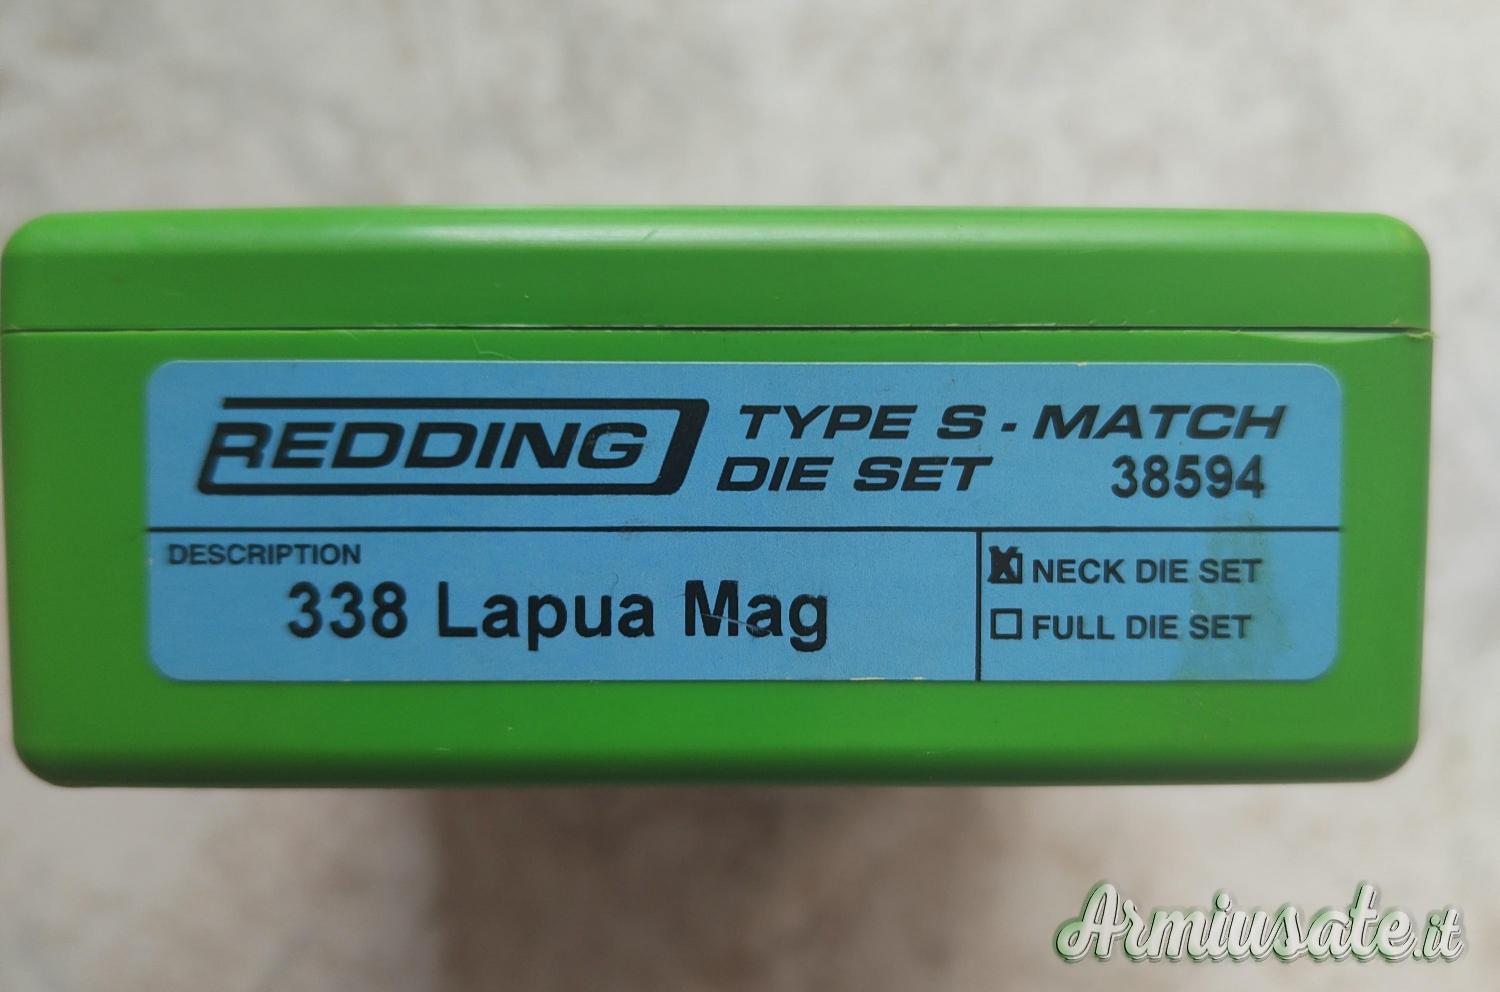 REDDING
TYPE S - MATCH
DIE SET 38594
DESCRIPTION
338 Lapua Mag
NECK DIE SET
FULL DIE SET
Armiusate.it